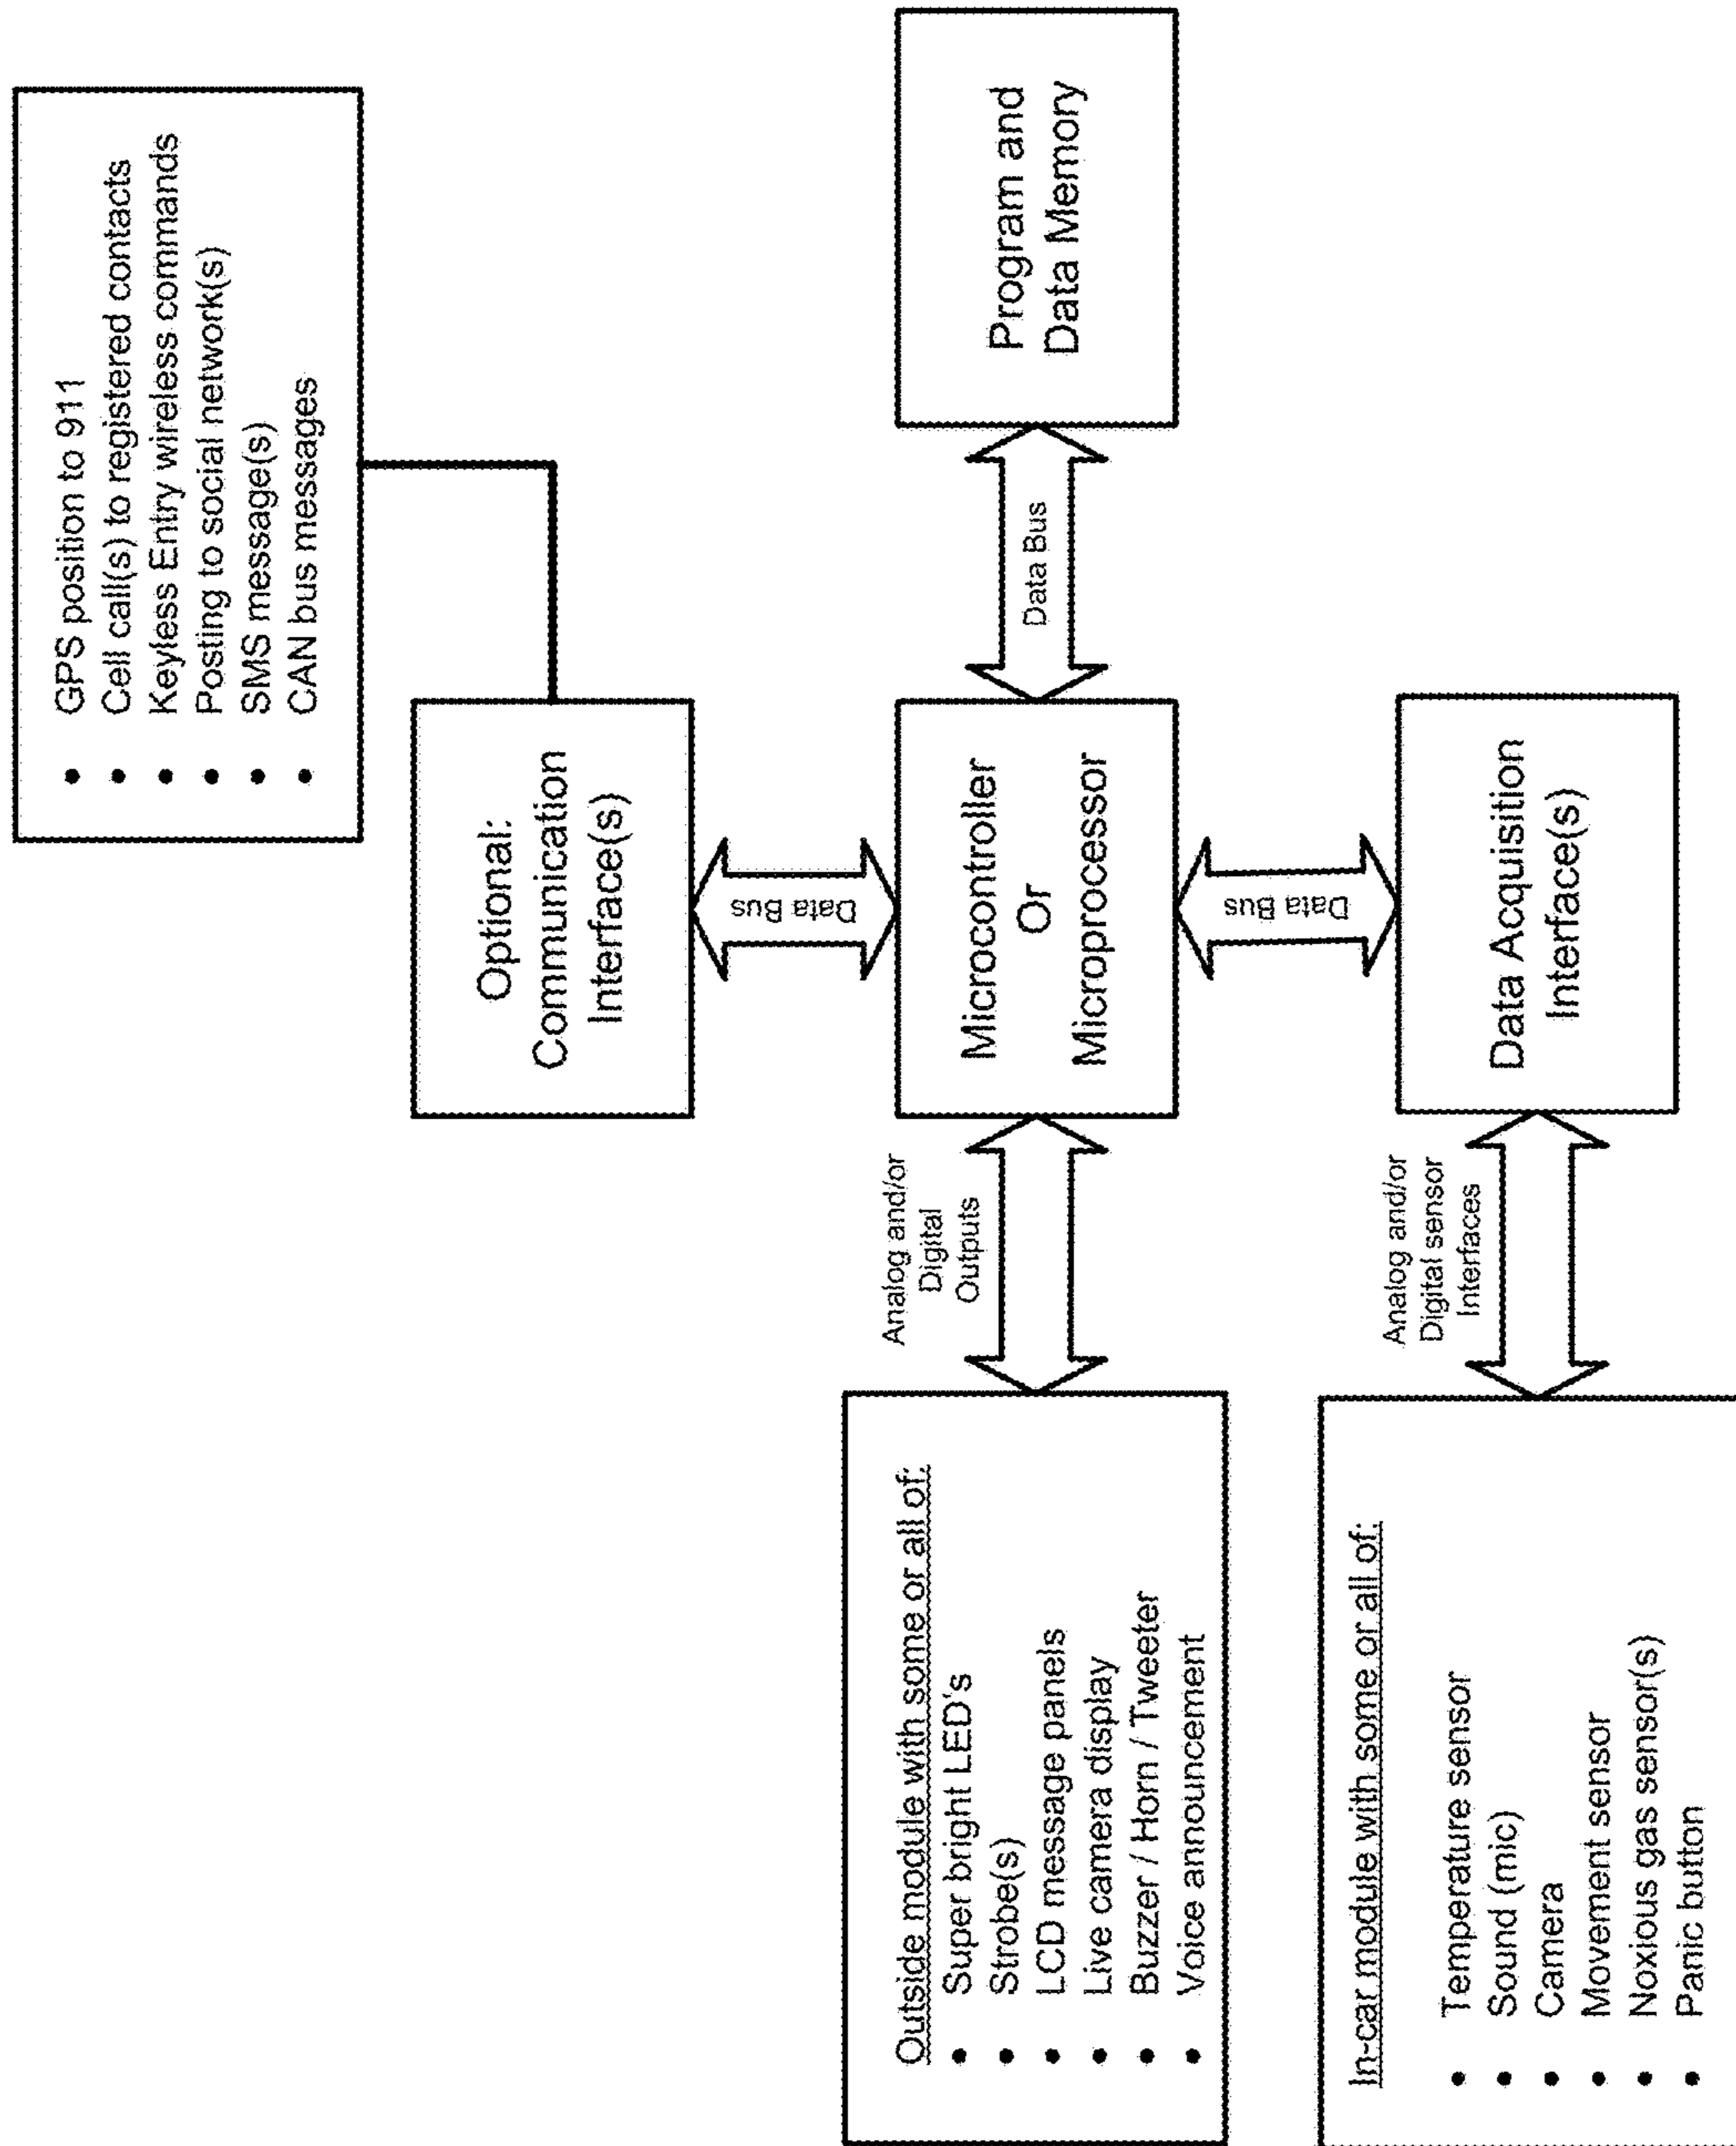 • GPS position to 911
• Cell call(s) to registered contacts
• Keyless Entry wireless commands
• Posting to social network(s)
• SMS message(s)
• CAN bus messages
Optional:
Communication
Interface(s)
Data Bus
Outside module with some or all of:
• Super bright LED's
• Strobe(s)
• LCD message panels
• Live camera display
• Buzzer / Horn / Tweeter
• Voice announcement
Analog and/or
Digital
Outputs
Microcontroller
Or
Microprocessor
Data Bus
Program and
Data Memory
Data Bus
In-car module with some or all of:
• Temperature sensor
• Sound (mic)
• Camera
• Movement sensor
• Noxious gas sensor(s)
• Panic button
Analog and/or
Digital sensor
Interfaces
Data Acquisition
Interface(s)